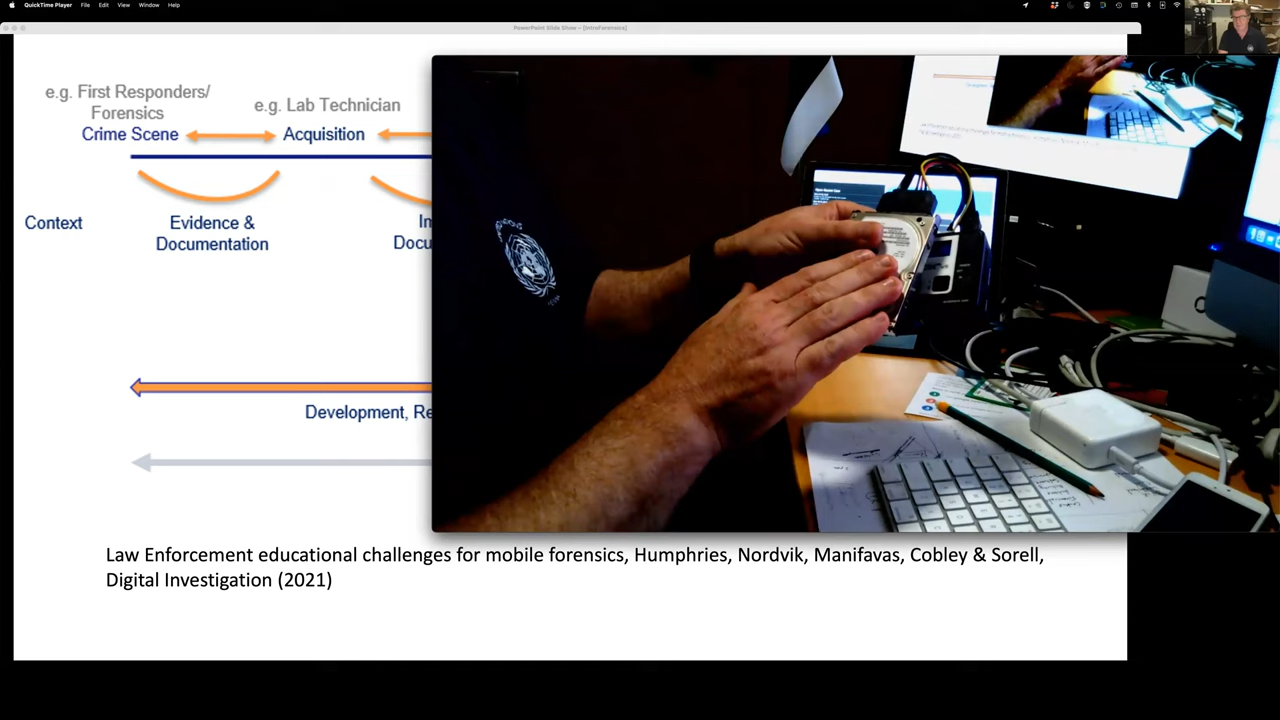 QuickTime Player File Edit View Window Help
PowerPoint Slide Show – [IntroForensics]
e.g. First Responders/
Forensics
e.g. Lab Technician
Crime Scene
Acquisition
Context
Evidence &
Documentation
In
Docu
Development, Re
Law Enforcement educational challenges for mobile forensics, Humphries, Nordvik, Manifavas, Cobley & Sorell,
Digital Investigation (2021)